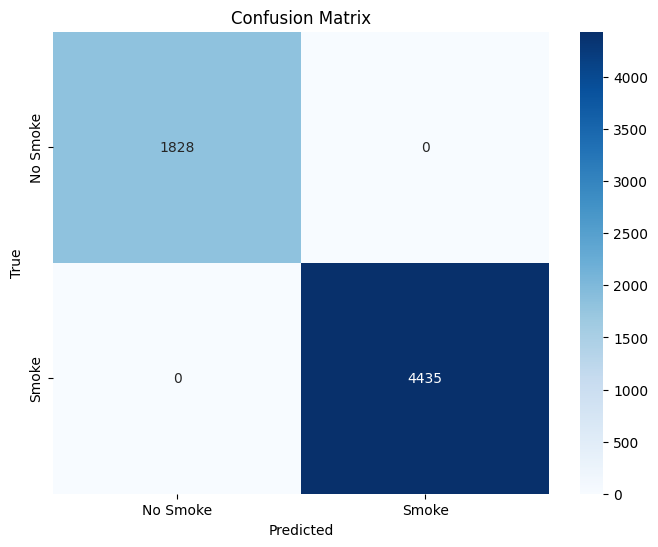 Confusion Matrix
True
No Smoke
Smoke
1828
0
0
4435
No Smoke
Smoke
Predicted
4000
3500
3000
2500
2000
1500
1000
500
0